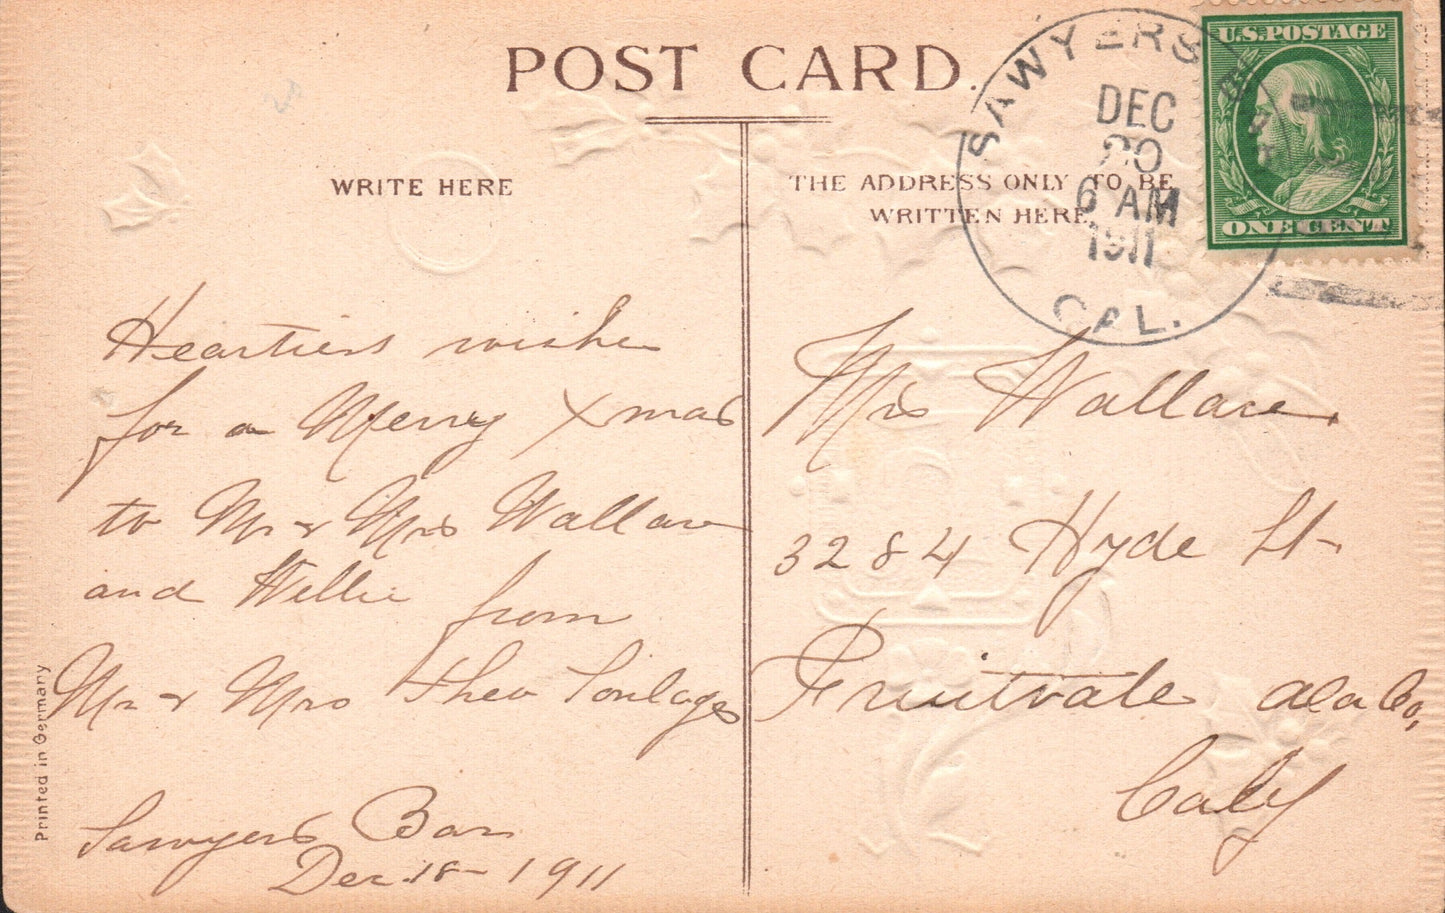 POST CARD.
WRITE HERE
THE ADDRESS ONLY TO BE
WRITTEN HERE.
SAWYERS BAR
DEC
20
6 AM
1911
CAL.
U.S. POSTAGE
ONE CENT
Heartiest wishes
for a Merry Xmas
to Mr & Mrs Wallace
and Willie from
Mr & Mrs Theo
Sawyers Bar
Dec. 18 - 1911
Mrs Wallace
3284 Hyde St.
Fruitvale Ala Co,
Caly
Printed in Germany